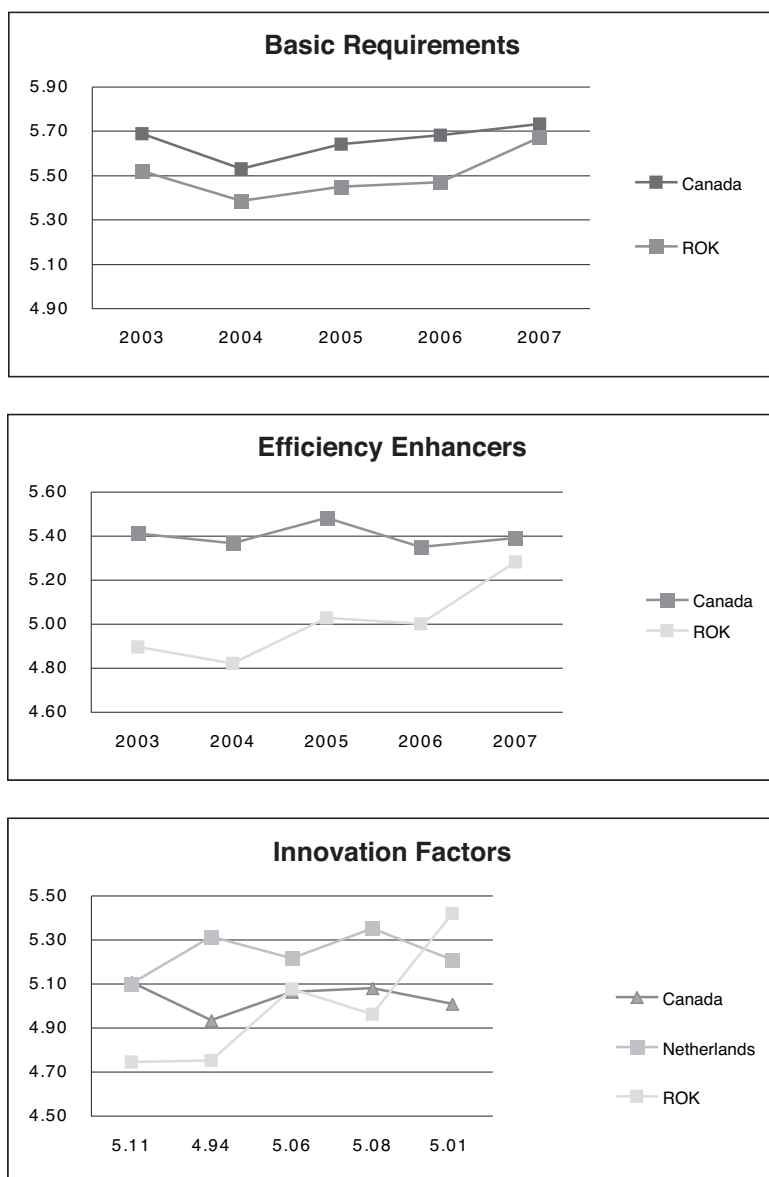 Basic Requirements
5.90
5.70
5.50
5.30
5.10
4.90
2003 2004 2005 2006 2007
Canada
ROK
Efficiency Enhancers
5.60
5.40
5.20
5.00
4.80
4.60
2003 2004 2005 2006 2007
Canada
ROK
Innovation Factors
5.50
5.30
5.10
4.90
4.70
4.50
5.11 4.94 5.06 5.08 5.01
Canada
Netherlands
ROK